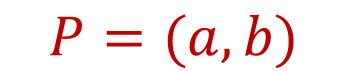 P = (a, b)